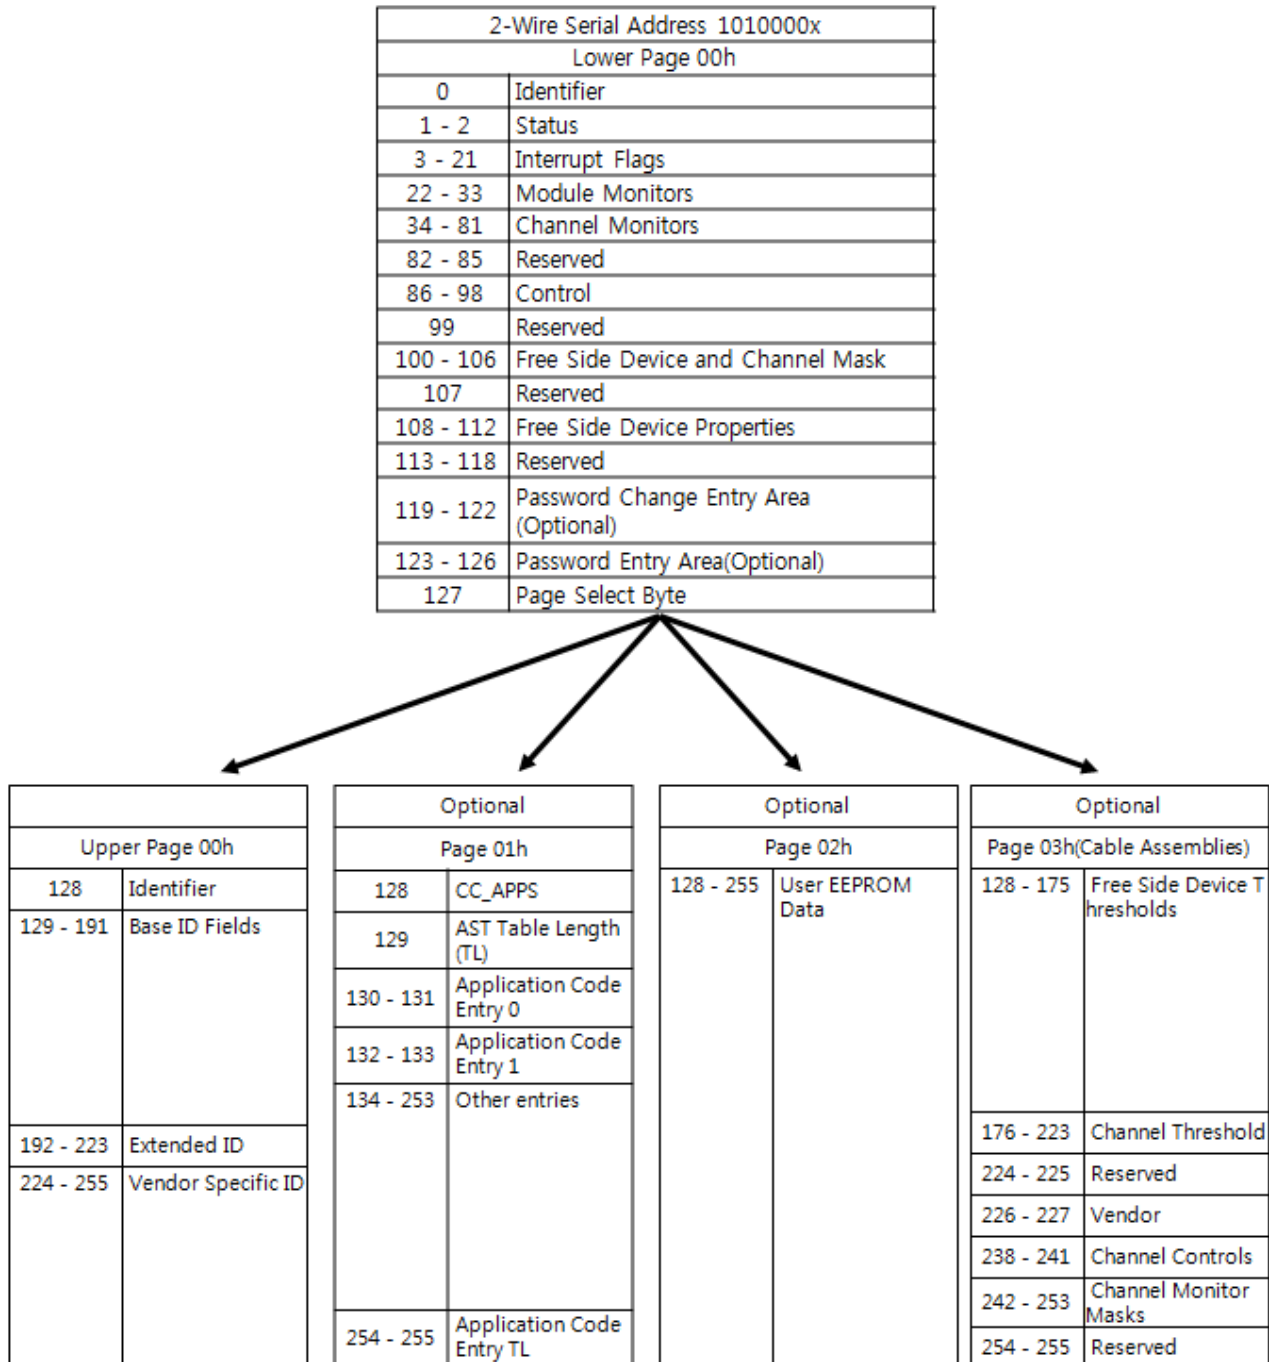 2-Wire Serial Address 1010000x
Lower Page 00h
0 Identifier
1 - 2 Status
3 - 21 Interrupt Flags
22 - 33 Module Monitors
34 - 81 Channel Monitors
82 - 85 Reserved
86 - 98 Control
99 Reserved
100 - 106 Free Side Device and Channel Mask
107 Reserved
108 - 112 Free Side Device Properties
113 - 118 Reserved
119 - 122 Password Change Entry Area
(Optional)
123 - 126 Password Entry Area(Optional)
127 Page Select Byte
Upper Page 00h
128 Identifier
129 - 191 Base ID Fields
192 - 223 Extended ID
224 - 255 Vendor Specific ID
Optional
Page 01h
128 CC_APPS
129 AST Table Length
(TL)
130 - 131 Application Code
Entry 0
132 - 133 Application Code
Entry 1
134 - 253 Other entries
254 - 255 Application Code
Entry TL
Optional
Page 02h
128 - 255 User EEPROM
Data
Optional
Page 03h(Cable Assemblies)
128 - 175 Free Side Device T
hresholds
176 - 223 Channel Threshold
224 - 225 Reserved
226 - 227 Vendor
238 - 241 Channel Controls
242 - 253 Channel Monitor
Masks
254 - 255 Reserved